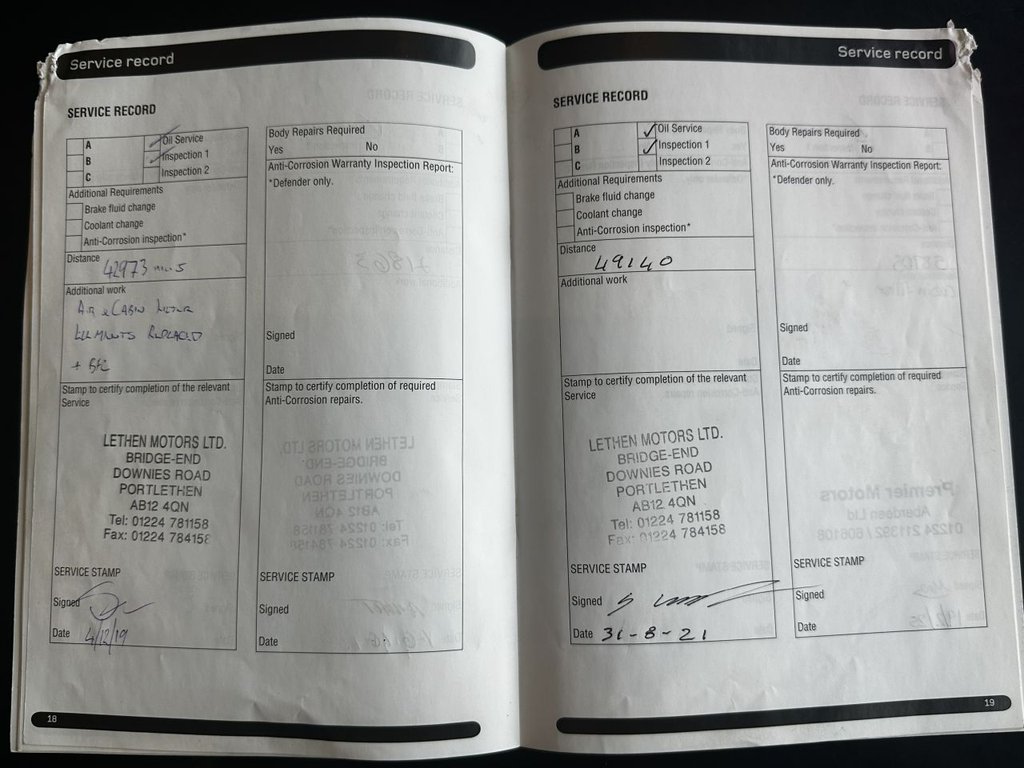 Service record
SERVICE RECORD
A
B
C
Oil Service
Inspection 1
Inspection 2
Additional Requirements
Brake fluid change
Coolant change
Anti-Corrosion inspection*
Distance
42973 mls
Additional work
Air & Cabin Filter
Elements Replaced
+
Stamp to certify completion of the relevant
Service
LETHEN MOTORS LTD.
BRIDGE-END
DOWNIES ROAD
PORTLETHEN
AB12 4QN
Tel: 01224 781158
Fax: 01224 784158
SERVICE STAMP
Signed
Date 4/12/19
Body Repairs Required
Yes No
Anti-Corrosion Warranty Inspection Report:
*Defender only.
Signed
Date
Stamp to certify completion of required
Anti-Corrosion repairs.
SERVICE STAMP
Signed
Date
18
Service record
SERVICE RECORD
A
B
C
Oil Service
Inspection 1
Inspection 2
Additional Requirements
Brake fluid change
Coolant change
Anti-Corrosion inspection*
Distance
49140
Additional work
Stamp to certify completion of the relevant
Service
LETHEN MOTORS LTD.
BRIDGE-END
DOWNIES ROAD
PORTLETHEN
AB12 4QN
Tel: 01224 781158
Fax: 01224 784158
SERVICE STAMP
Signed
Date 31-8-21
Body Repairs Required
Yes No
Anti-Corrosion Warranty Inspection Report:
*Defender only.
Signed
Date
Stamp to certify completion of required
Anti-Corrosion repairs.
SERVICE STAMP
Signed
Date
19